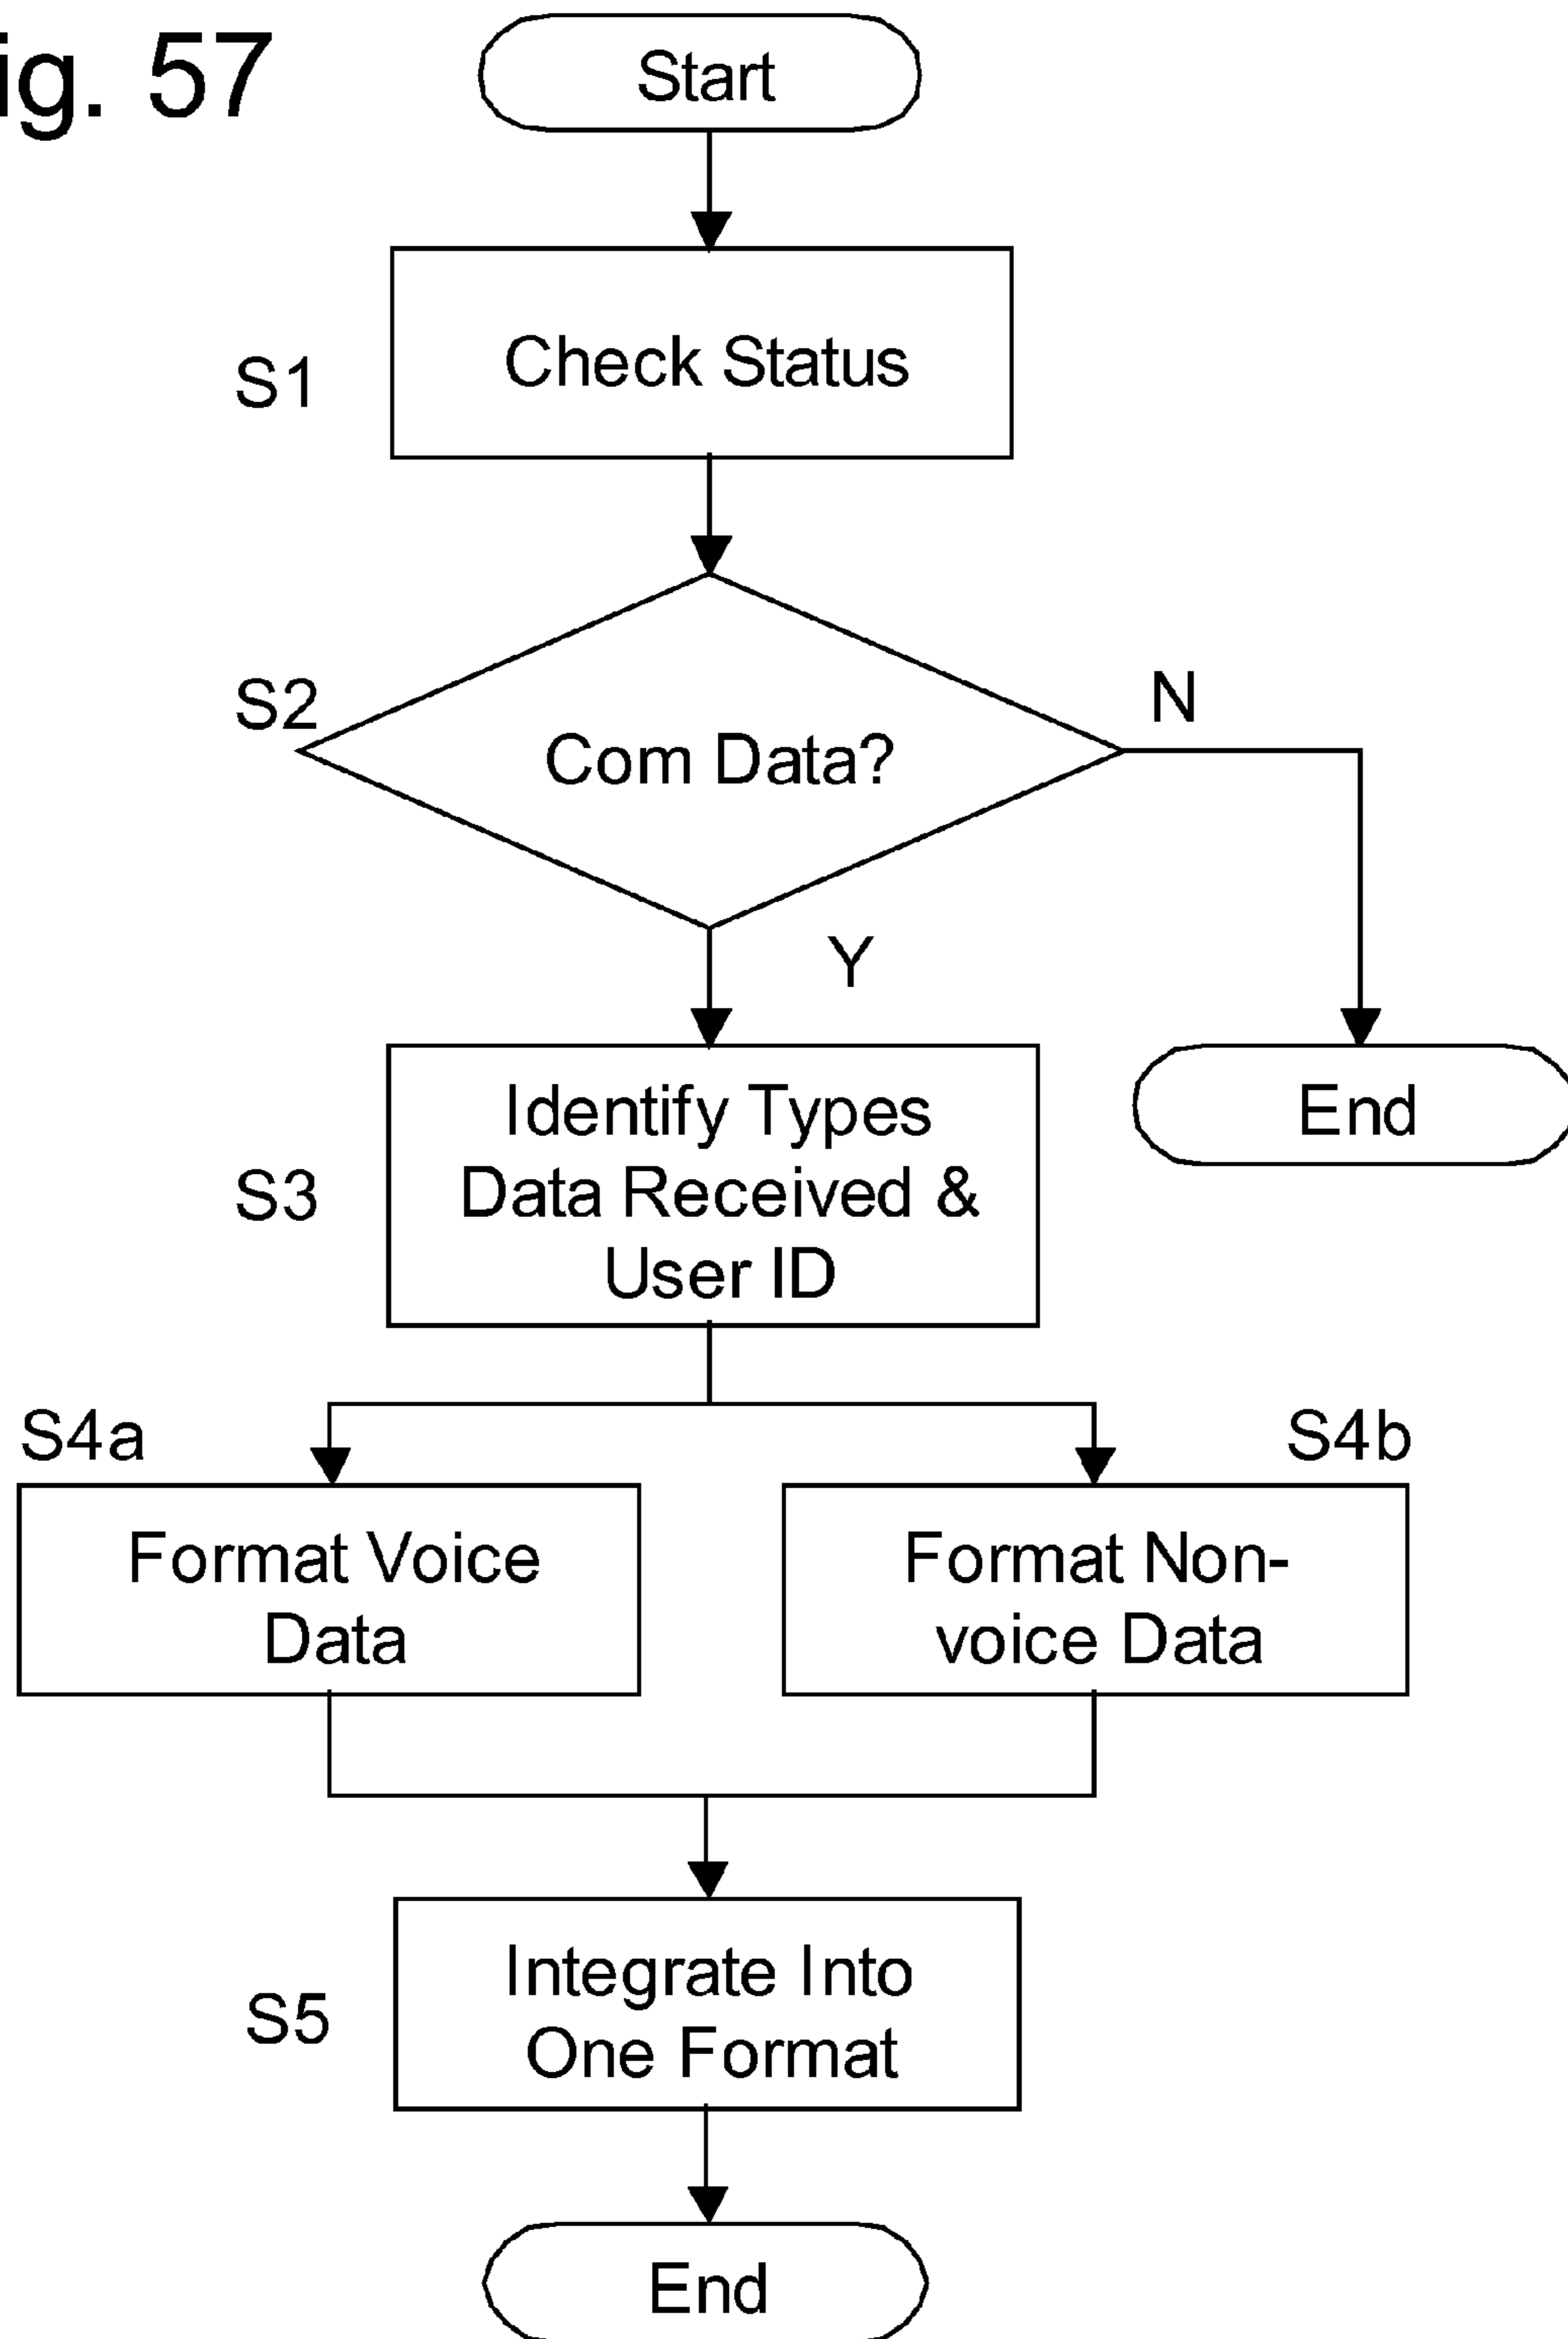 ig. 57
Start
S1
Check Status
S2
Com Data?
N
Y
Identify Types
Data Received &
User ID
S3
End
S4a
S4b
Format Voice
Data
Format Non-
voice Data
Integrate Into
One Format
S5
End